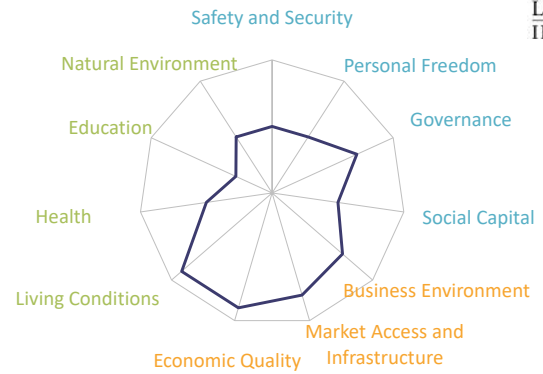 Safety and Security
Natural Environment
Personal Freedom
Education
Governance
Health
Social Capital
Living Conditions
Business Environment
Economic Quality
Market Access and
Infrastructure